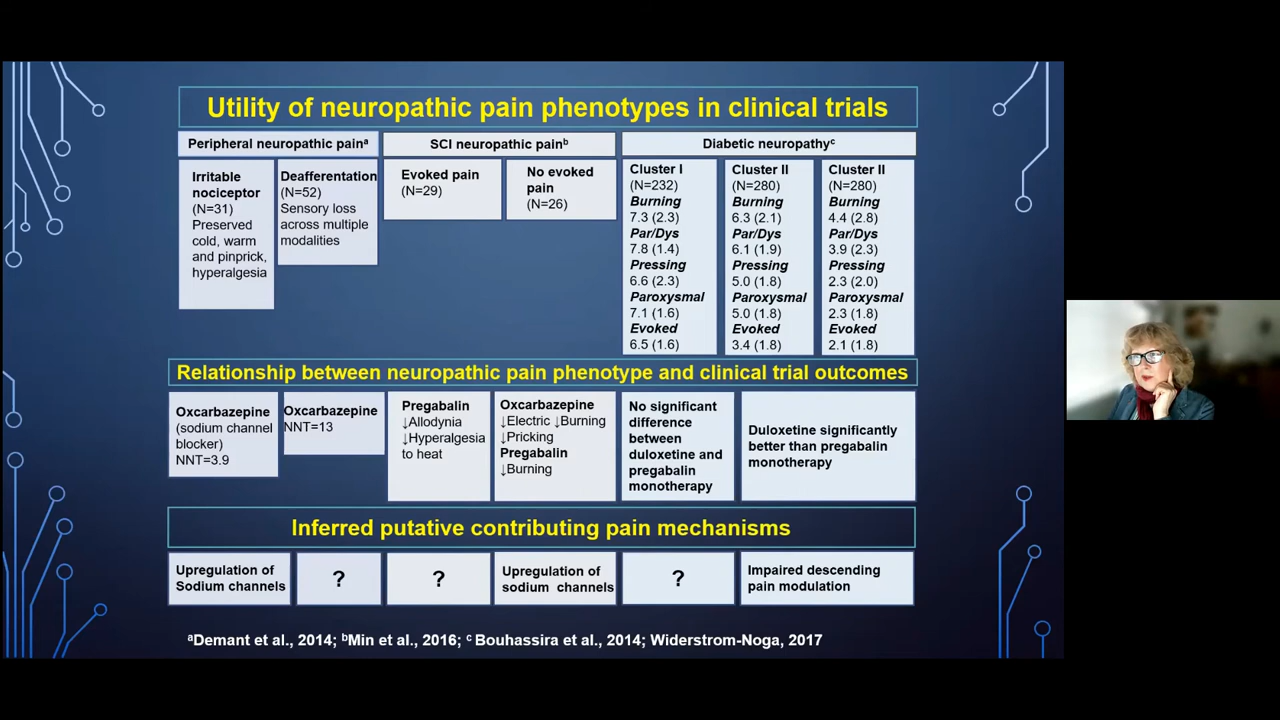 Utility of neuropathic pain phenotypes in clinical trials
Peripheral neuropathic painᵃ
SCI neuropathic painᵇ
Diabetic neuropathyᶜ
Irritable
nociceptor
(N=31)
Preserved
cold, warm
and pinprick,
hyperalgesia
Deafferentation
(N=52)
Sensory loss
across multiple
modalities
Evoked pain
(N=29)
No evoked
pain
(N=26)
Cluster I
(N=232)
Burning
7.3 (2.3)
Par/Dys
7.8 (1.4)
Pressing
6.6 (2.3)
Paroxysmal
7.1 (1.6)
Evoked
6.5 (1.6)
Cluster II
(N=280)
Burning
6.3 (2.1)
Par/Dys
6.1 (1.9)
Pressing
5.0 (1.8)
Paroxysmal
5.0 (1.8)
Evoked
3.4 (1.8)
Cluster II
(N=280)
Burning
4.4 (2.8)
Par/Dys
3.9 (2.3)
Pressing
2.3 (2.0)
Paroxysmal
2.3 (1.8)
Evoked
2.1 (1.8)
Relationship between neuropathic pain phenotype and clinical trial outcomes
Oxcarbazepine
(sodium channel
blocker)
NNT=3.9
Oxcarbazepine
NNT=13
Pregabalin
↓Allodynia
↓Hyperalgesia
to heat
Oxcarbazepine
↓Electric ↓Burning
↓Pricking
Pregabalin
↓Burning
No significant
difference
between
duloxetine and
pregabalin
monotherapy
Duloxetine significantly
better than pregabalin
monotherapy
Inferred putative contributing pain mechanisms
Upregulation of
Sodium channels
?
?
Upregulation of
sodium channels
?
Impaired descending
pain modulation
ᵃDemant et al., 2014; ᵇMin et al., 2016; ᶜ Bouhassira et al., 2014; Widerstrom-Noga, 2017